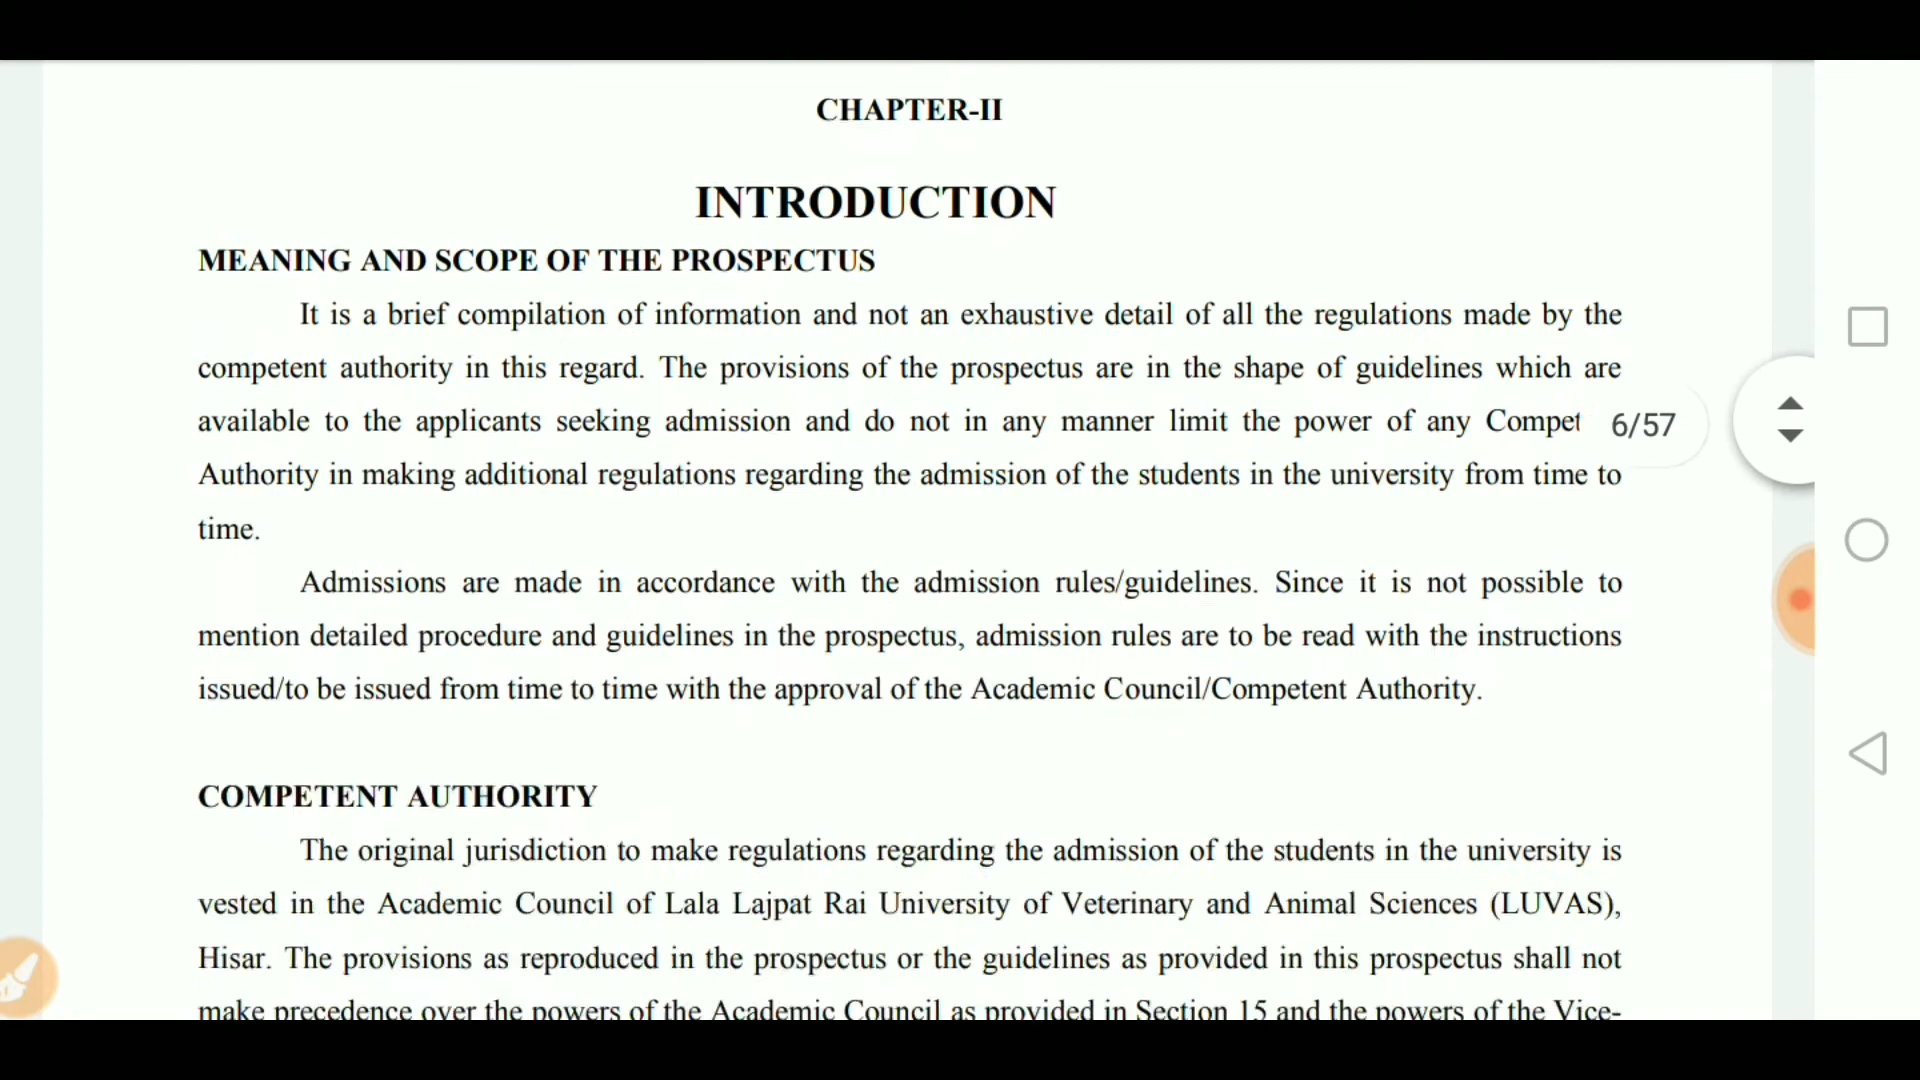 CHAPTER-II
INTRODUCTION
MEANING AND SCOPE OF THE PROSPECTUS
It is a brief compilation of information and not an exhaustive detail of all the regulations made by the
competent authority in this regard. The provisions of the prospectus are in the shape of guidelines which are
available to the applicants seeking admission and do not in any manner limit the power of any Compet
6/57
Authority in making additional regulations regarding the admission of the students in the university from time to
time.
Admissions are made in accordance with the admission rules/guidelines. Since it is not possible to
mention detailed procedure and guidelines in the prospectus, admission rules are to be read with the instructions
issued/to be issued from time to time with the approval of the Academic Council/Competent Authority.
COMPETENT AUTHORITY
The original jurisdiction to make regulations regarding the admission of the students in the university is
vested in the Academic Council of Lala Lajpat Rai University of Veterinary and Animal Sciences (LUVAS),
Hisar. The provisions as reproduced in the prospectus or the guidelines as provided in this prospectus shall not
make precedence over the powers of the Academic Council as provided in Section 15 and the powers of the Vice-